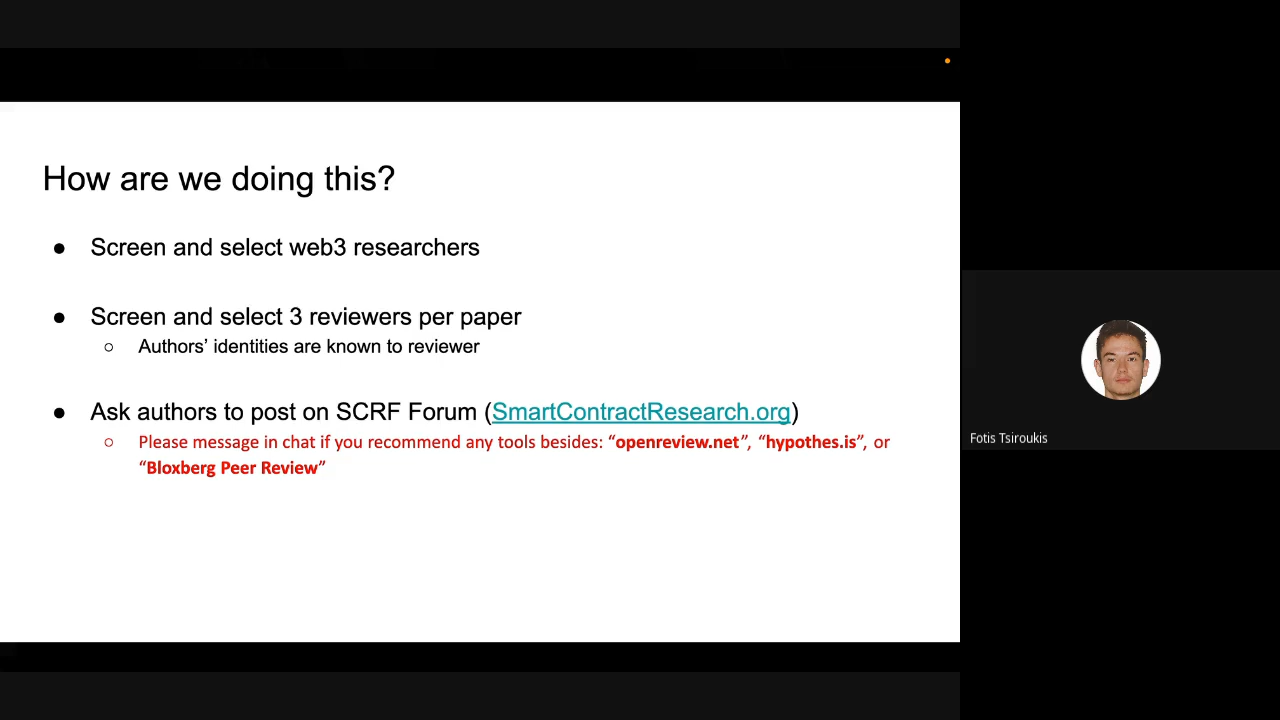 How are we doing this?
● Screen and select web3 researchers
● Screen and select 3 reviewers per paper
○ Authors’ identities are known to reviewer
● Ask authors to post on SCRF Forum (SmartContractResearch.org)
○ Please message in chat if you recommend any tools besides: “openreview.net”, “hypothes.is”, or
“Bloxberg Peer Review”
Fotis Tsiroukis